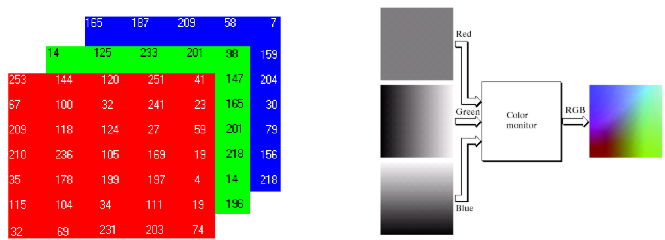 165 187 209 58 7
14 125 233 201 98 159
253 144 120 251 41 147 204
67 100 32 241 23 165 30
209 118 124 27 59 201 79
210 236 105 169 19 218 156
35 178 199 197 4 14 218
115 104 34 111 19 196
32 69 231 203 74
Red
Green
Blue
Color
monitor
RGB